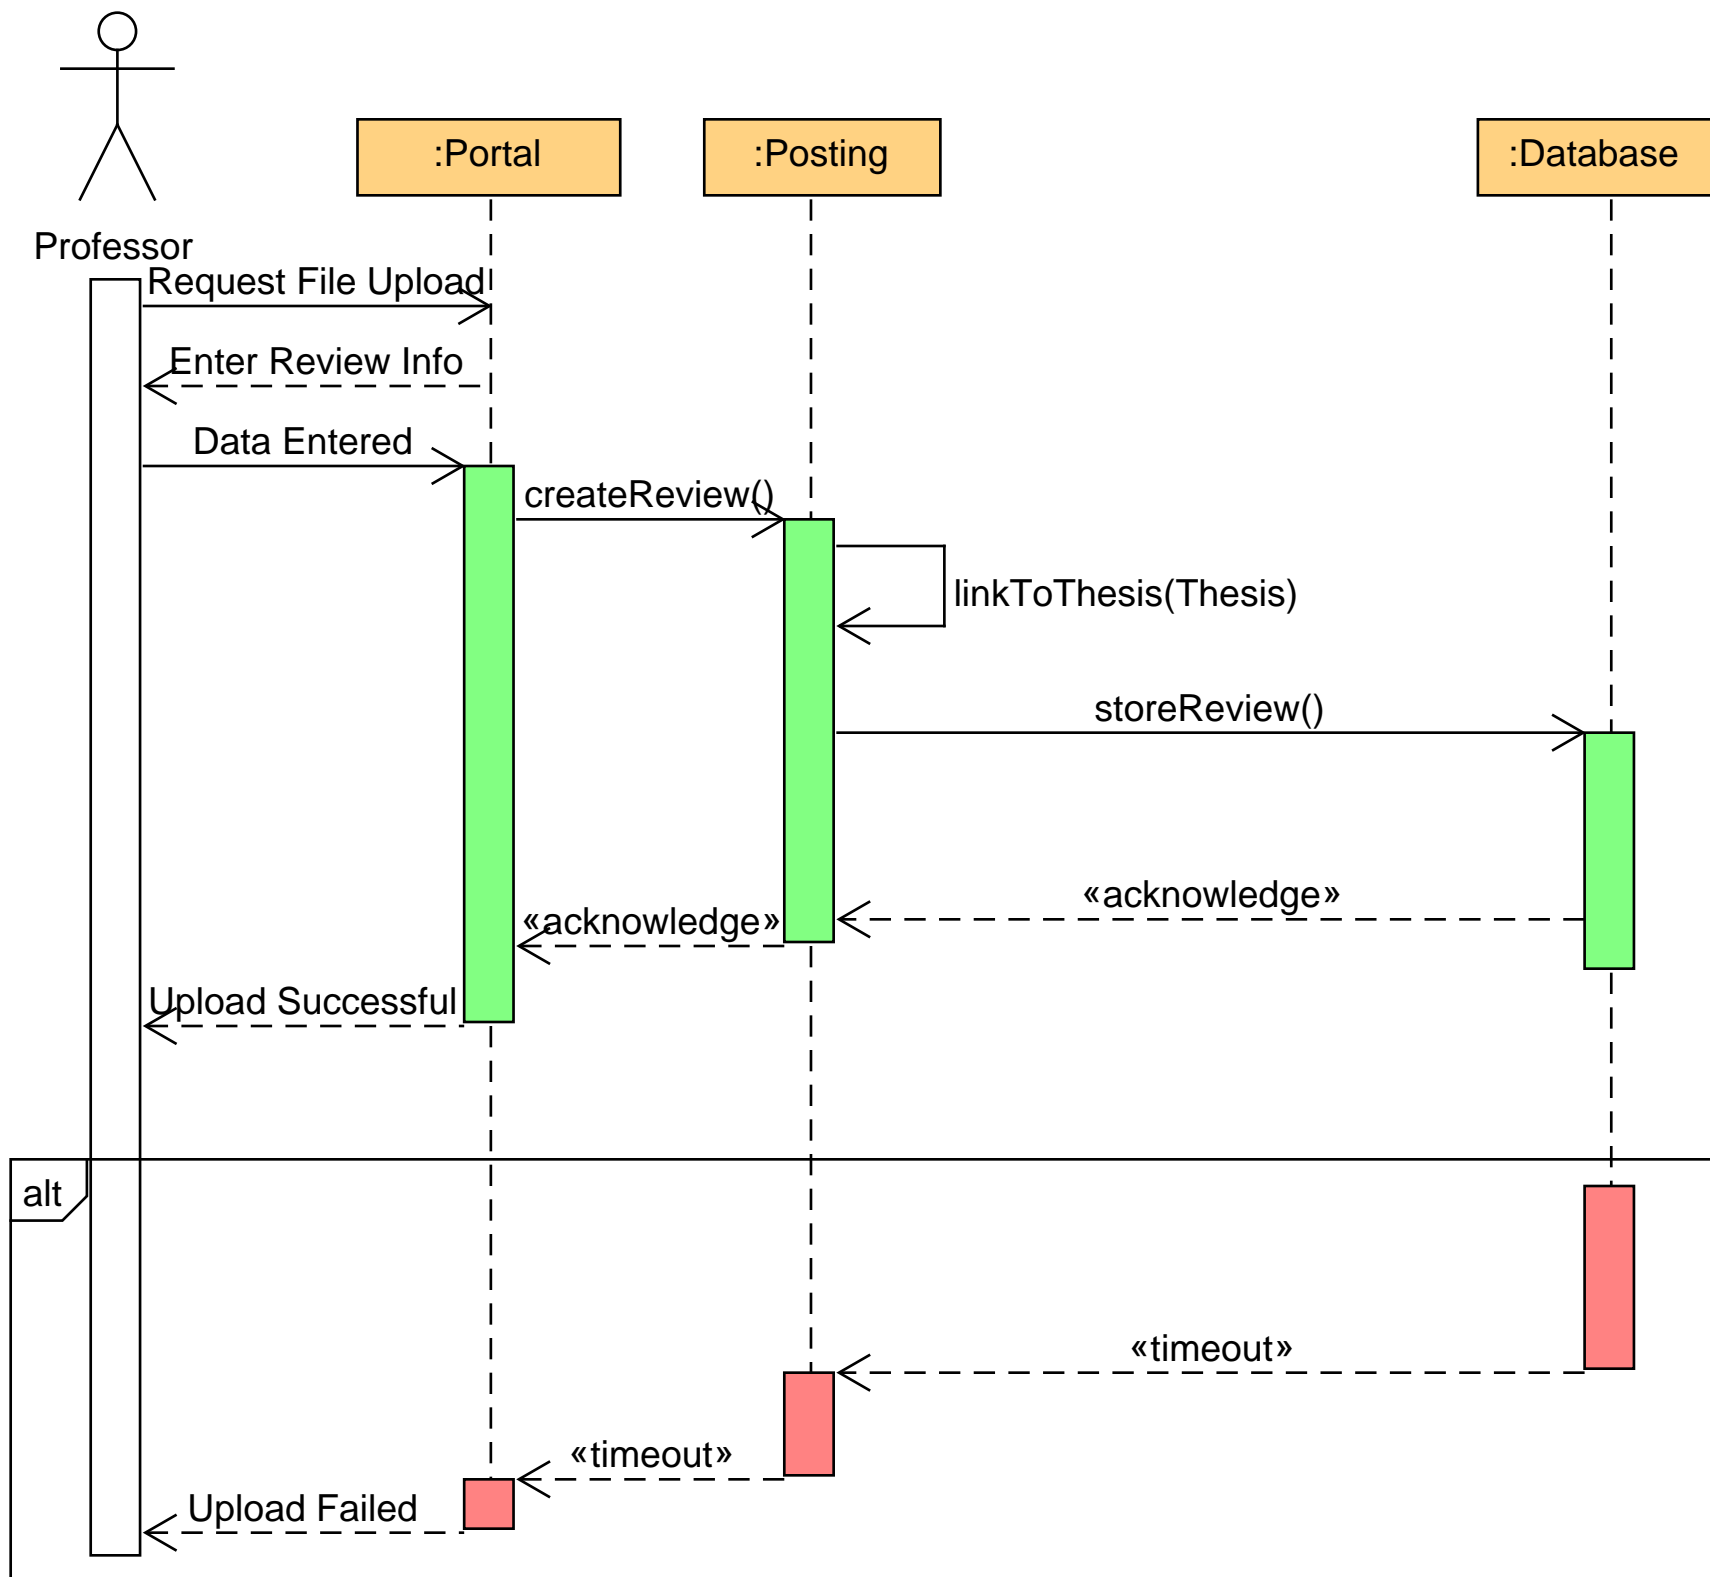 :Portal
:Posting
:Database
Professor
Request File Upload
Enter Review Info
Data Entered
createReview()
linkToThesis(Thesis)
storeReview()
«acknowledge»
«acknowledge»
Upload Successful
alt
«timeout»
«timeout»
Upload Failed